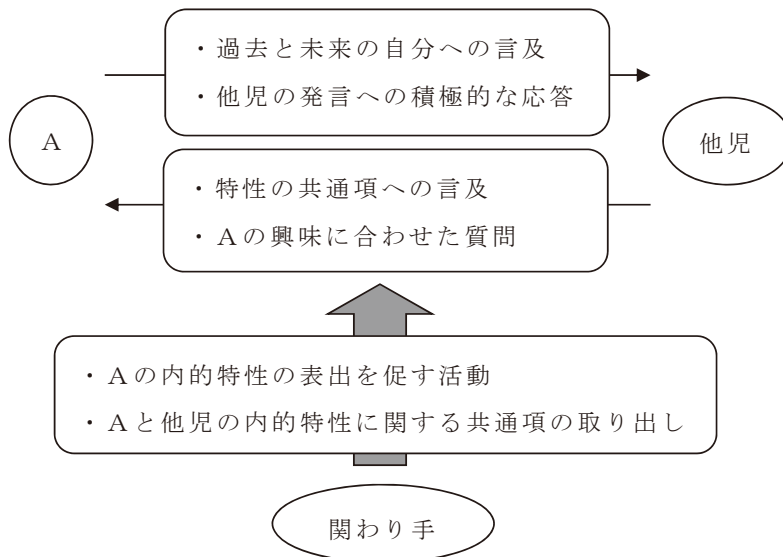 ・過去と未来の自分への言及
・他児の発言への積極的な応答
A
他児
・特性の共通項への言及
・Aの興味に合わせた質問
・Aの内的特性の表出を促す活動
・Aと他児の内的特性に関する共通項の取り出し
関わり手